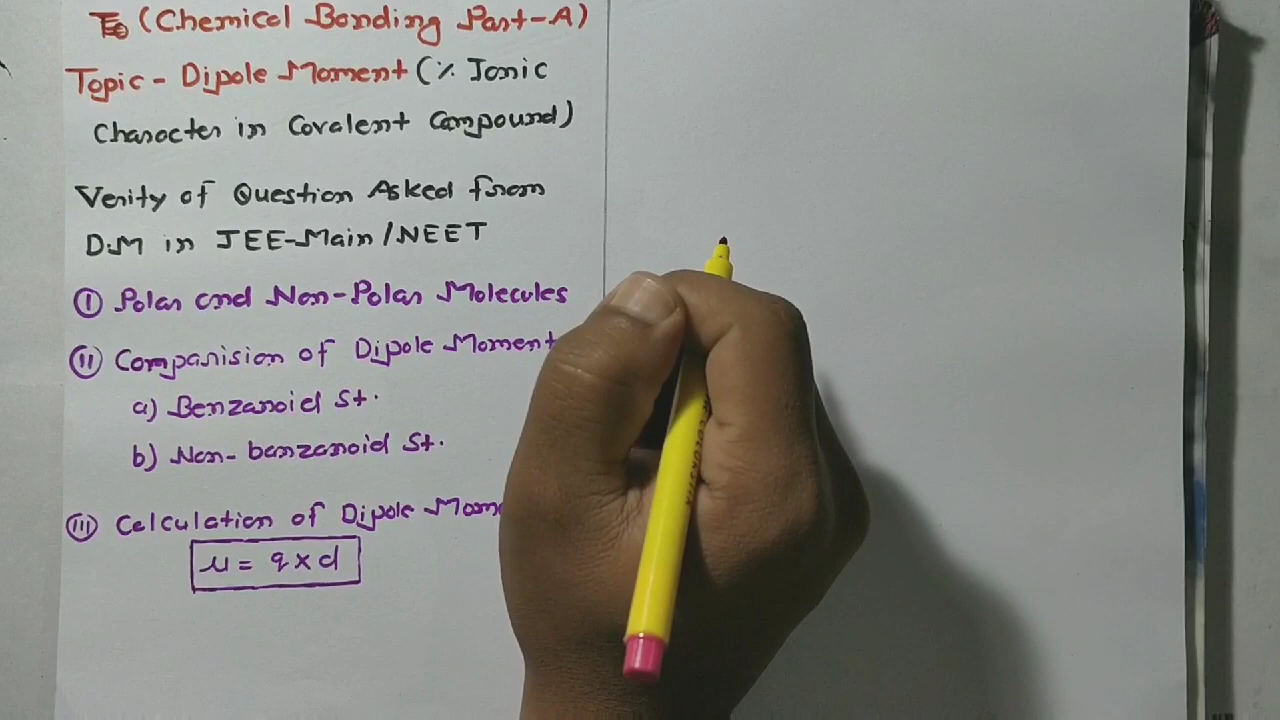 (Chemical Bonding Part-A)
Topic - Dipole Moment (% Ionic
Character in Covalent Compound)
Verity of Question Asked from
D.M in JEE-Main/NEET
(I) Polar and Non-Polar Molecules
(II) Comparision of Dipole Moment
a) Benzanoid St.
b) Non-banzanoid St.
(III) Calculation of Dipole Mom
μ = q × d